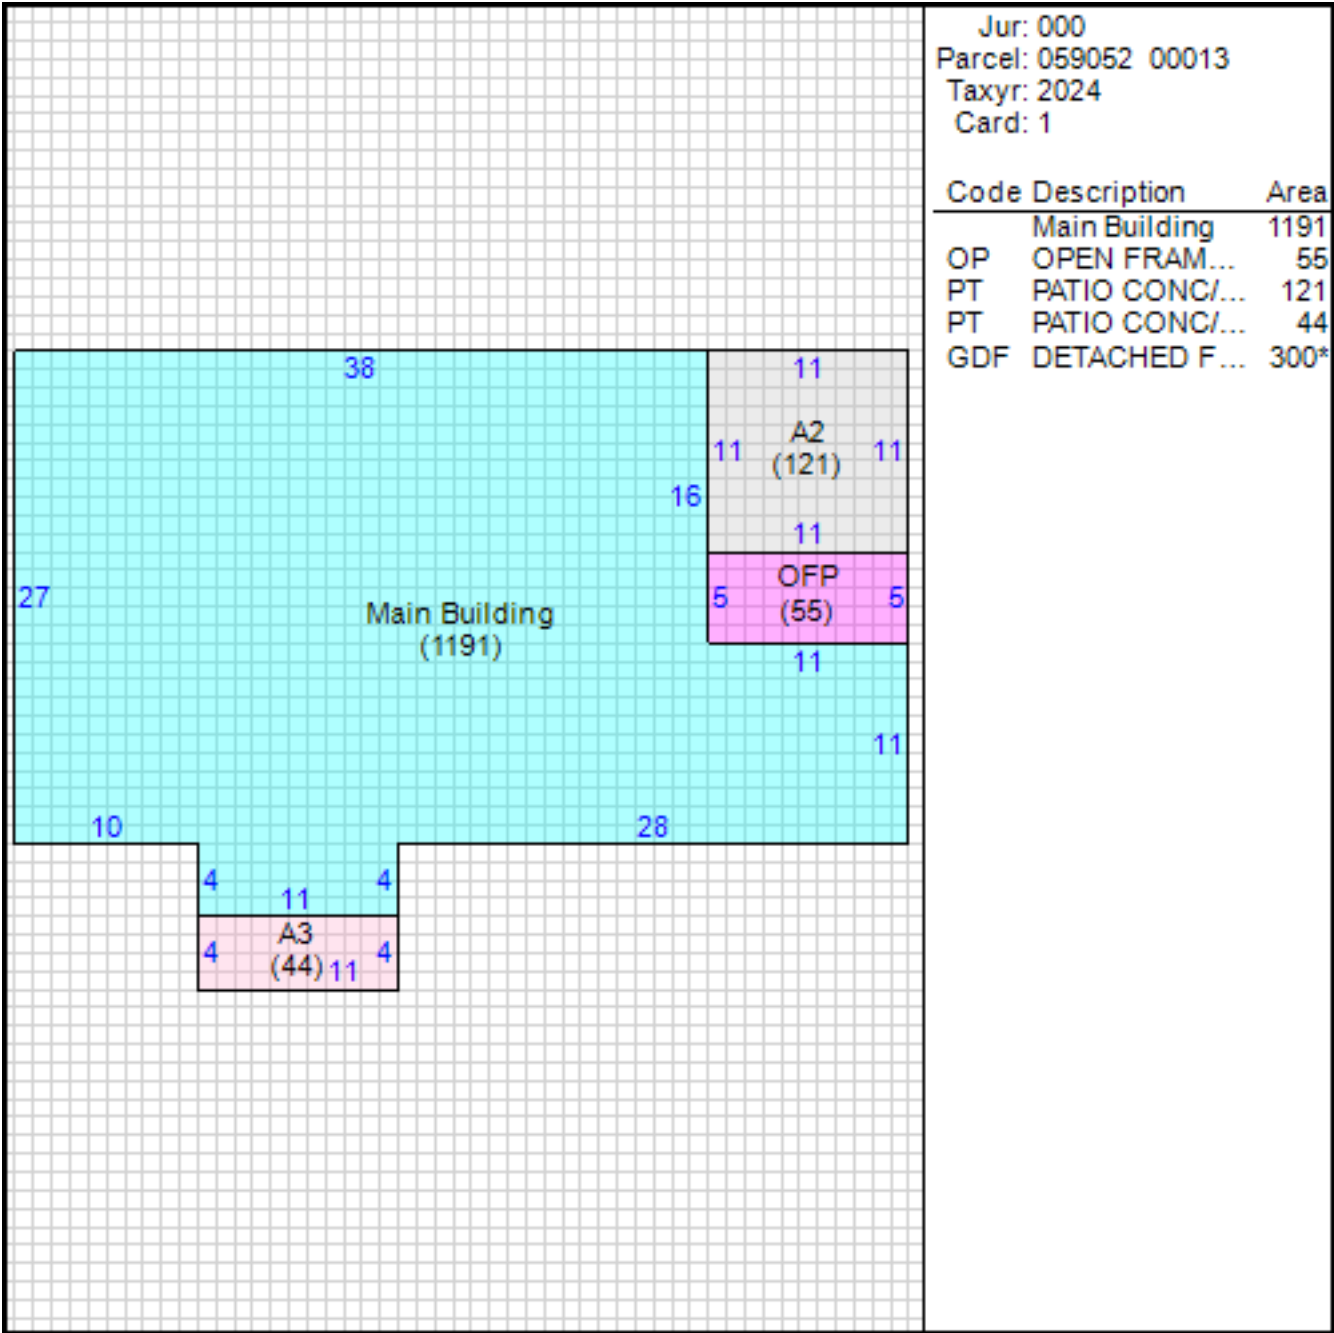 Jur: 000
Parcel: 059052 00013
Taxyr: 2024
Card: 1
Code Description Area
Main Building 1191
OP OPEN FRAM... 55
PT PATIO CONC/... 121
PT PATIO CONC/... 44
GDF DETACHED F... 300*
38
11
A2
11 (121) 11
16
11
OFP
27
5 (55) 5
Main Building
(1191)
11
11
10 28
4 4
11
A3
4 (44) 11 4